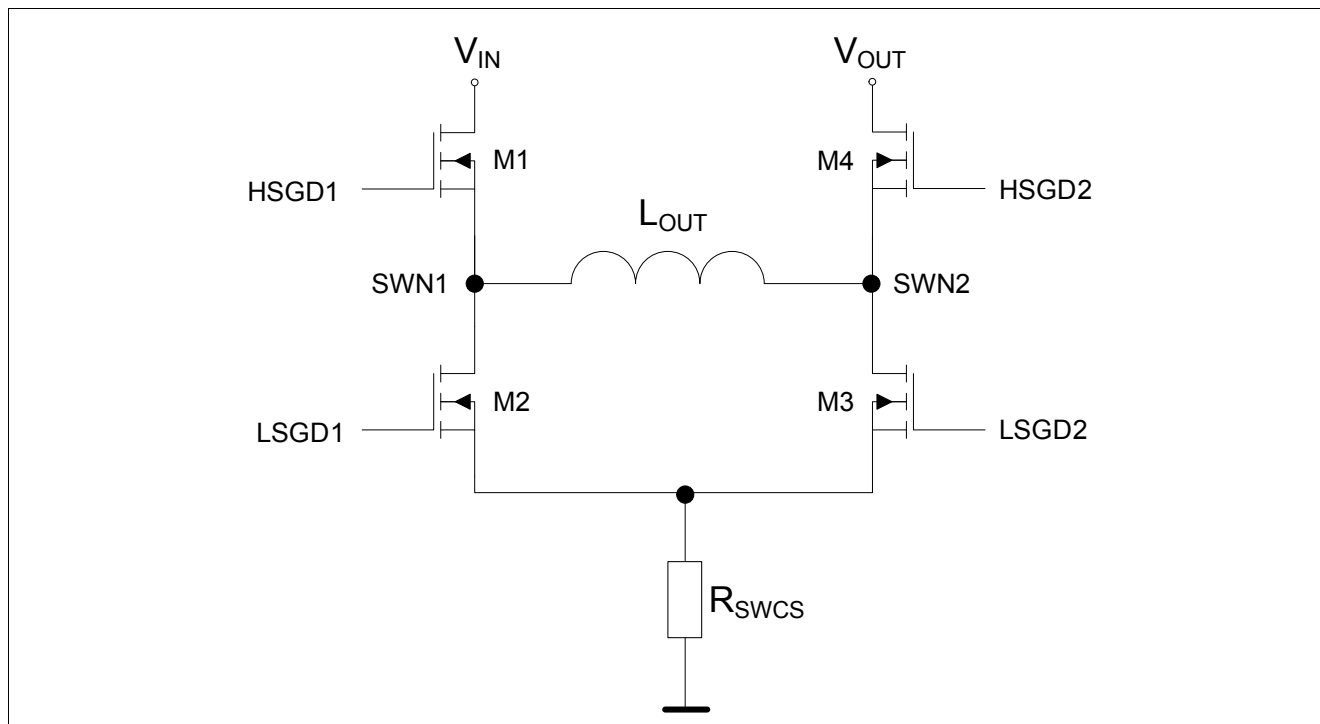 VIN
VOUT
M1
M4
HSGD1
HSGD2
LOUT
SWN1
SWN2
M2
M3
LSGD1
LSGD2
RSWCS